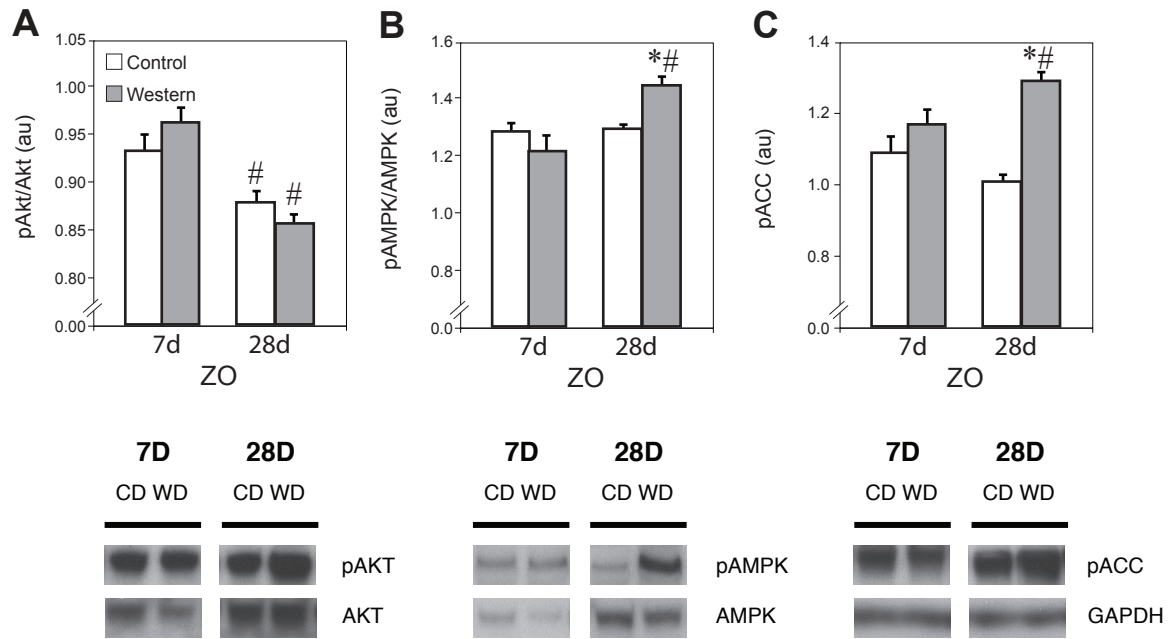 A
pAkt/Akt (au)
1.05
1.00
0.95
0.90
0.85
0.80
0.00
Control
Western
#
#
7d 28d
ZO
B
pAMPK/AMPK (au)
1.6
1.4
1.2
1.0
1.8
0.0
*#
7d 28d
ZO
C
pACC (au)
1.4
1.2
1.0
1.0
0.0
*#
7d 28d
ZO
7D 28D
CD WD CD WD
pAKT
AKT
7D 28D
CD WD CD WD
pAMPK
AMPK
7D 28D
CD WD CD WD
pACC
GAPDH